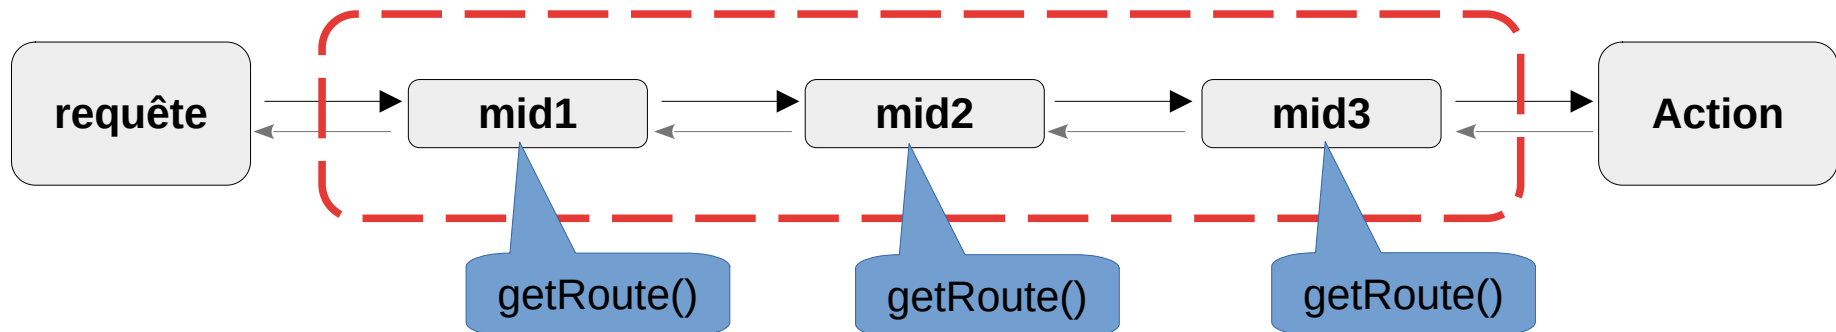 requête
mid1
mid2
mid3
Action
getRoute()
getRoute()
getRoute()